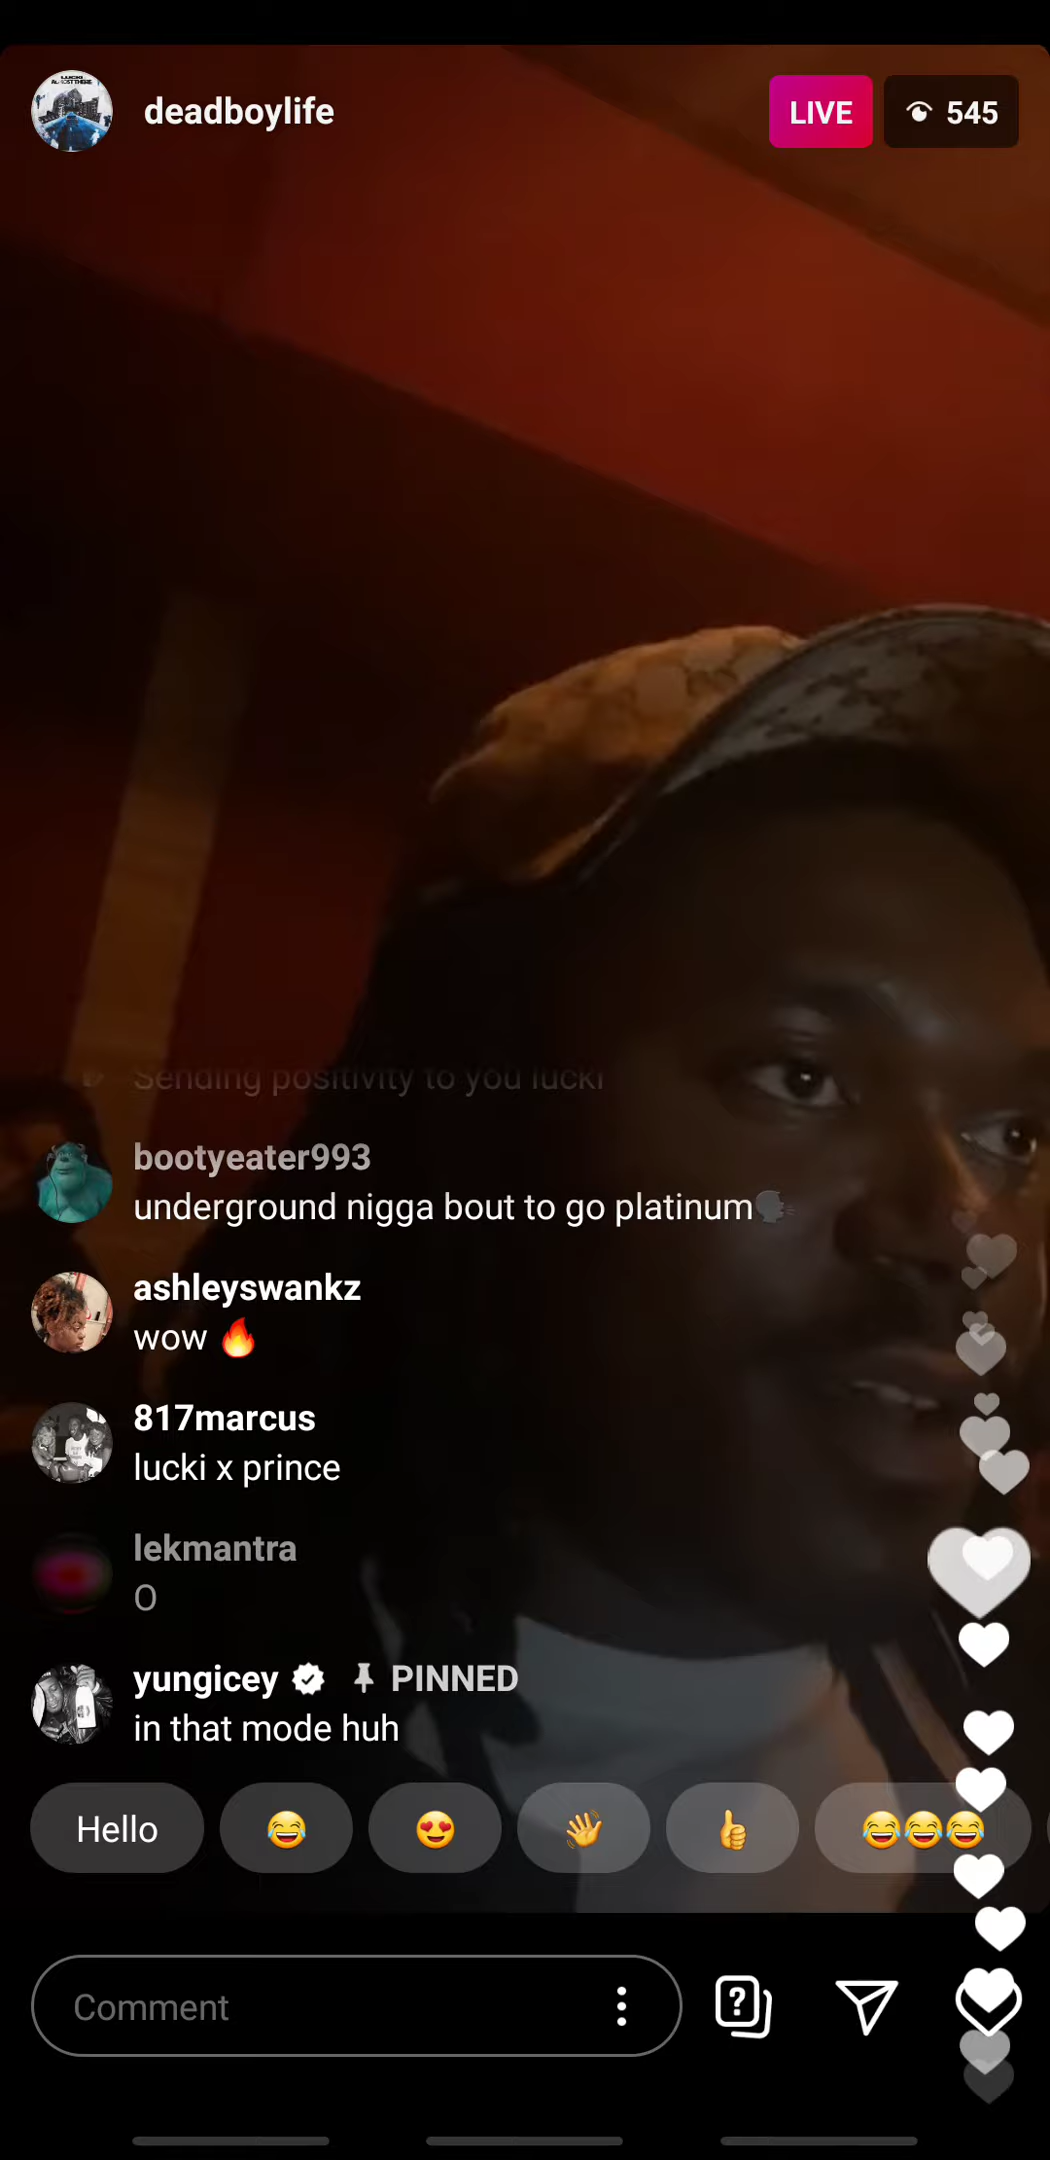 LUCKI
deadboylife
LIVE
545
Sending positivity to you lucki
bootyeater993
underground nigga bout to go platinum🗣
ashleyswankz
wow 🔥
817marcus
lucki x prince
lekmantra
O
yungicey PINNED
in that mode huh
Hello 😂 😍 👋 👍 😂😂😂
Comment